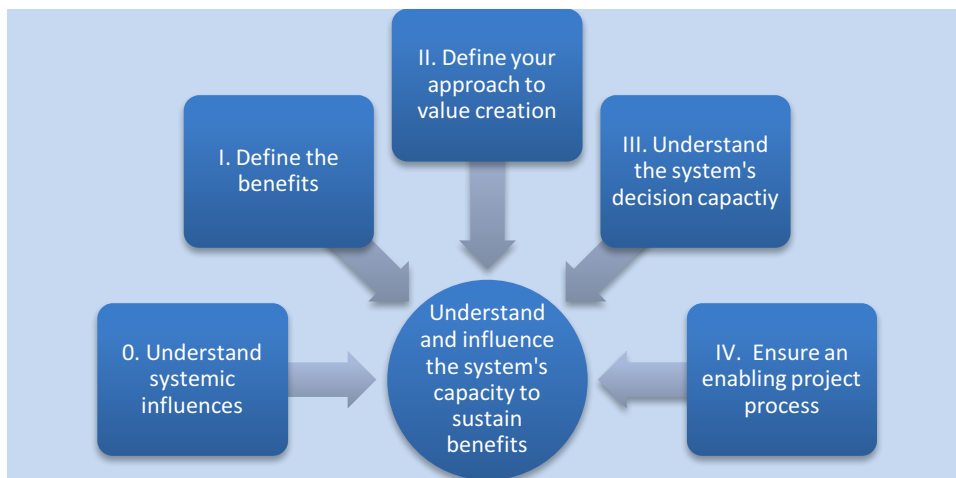 II. Define your
approach to
value creation
I. Define the
benefits
III. Understand
the system's
decision capactiy
0. Understand
systemic
influences
Understand
and influence
the system's
capacity to
sustain
benefits
IV. Ensure an
enabling project
process